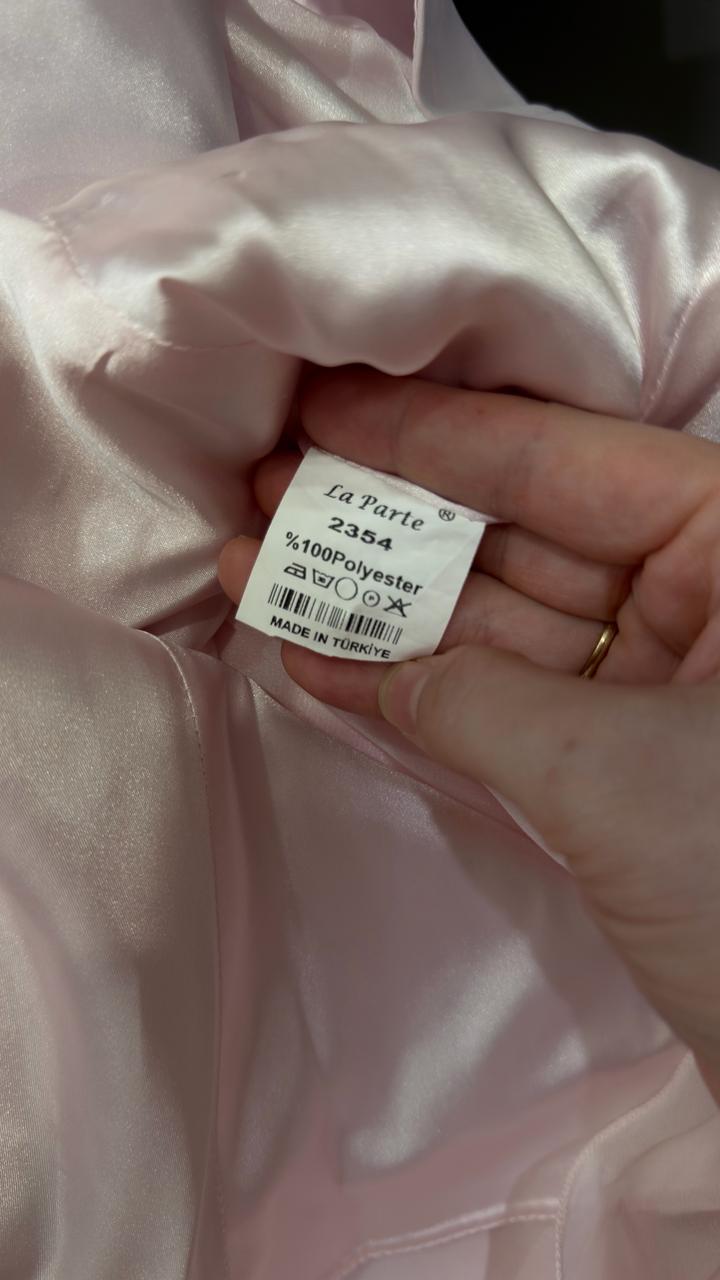 La Parte ®
2354
%100Polyester
MADE IN TÜRKİYE